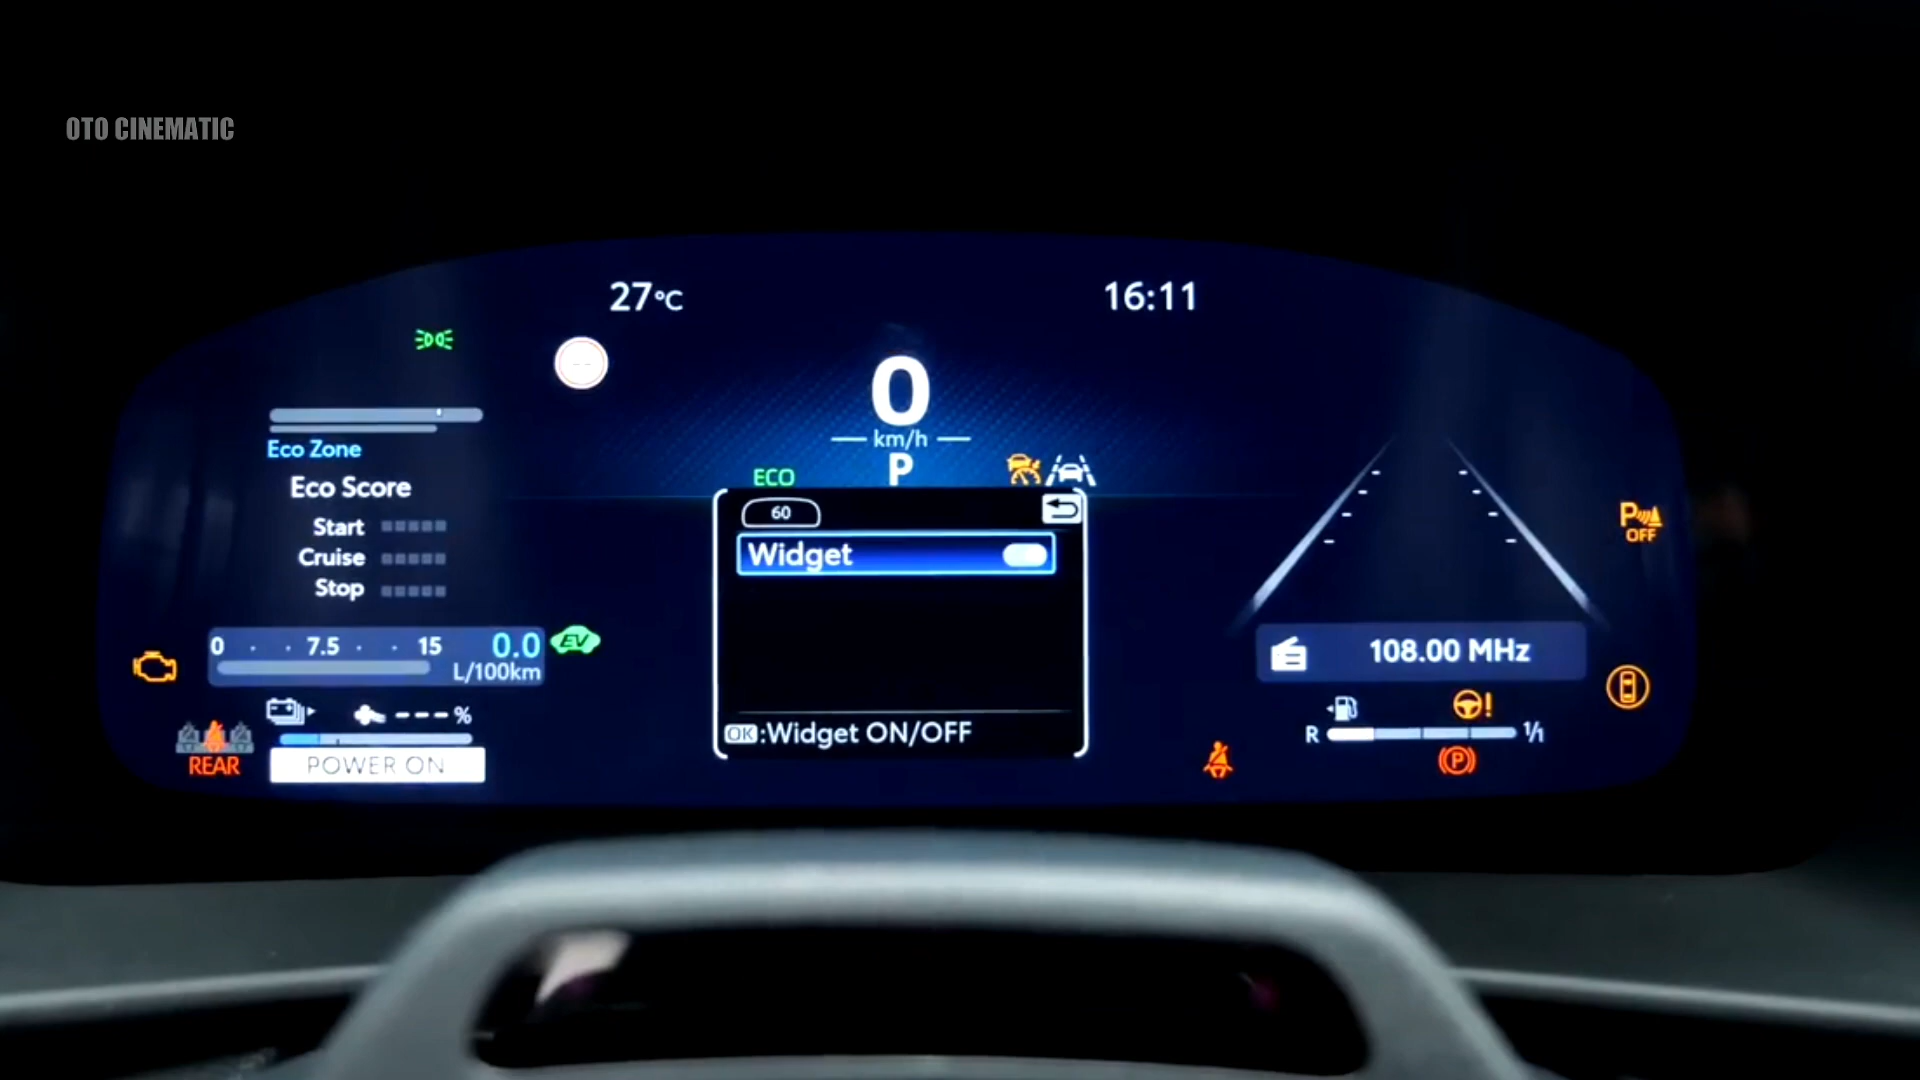 OTO CINEMATIC
27°C
16:11
0
km/h
P
ECO
Eco Zone
Eco Score
Start
Cruise
Stop
0 7.5 15 0.0
L/100km
EV
---%
REAR
POWER ON
60
Widget
OK:Widget ON/OFF
P
OFF
108.00 MHz
R 1/1
!
(P)